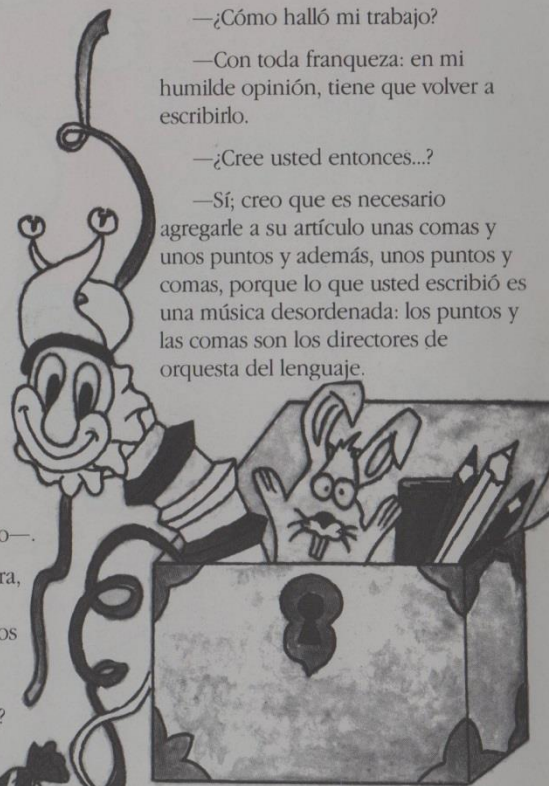 —¿Cómo halló mi trabajo?
—Con toda franqueza: en mi
humilde opinión, tiene que volver a
escribirlo.
—¿Cree usted entonces...?
—Sí; creo que es necesario
agregarle a su artículo unas comas y
unos puntos y además, unos puntos y
comas, porque lo que usted escribió es
una música desordenada: los puntos y
las comas son los directores de
orquesta del lenguaje.
o—.
ra,
os
?